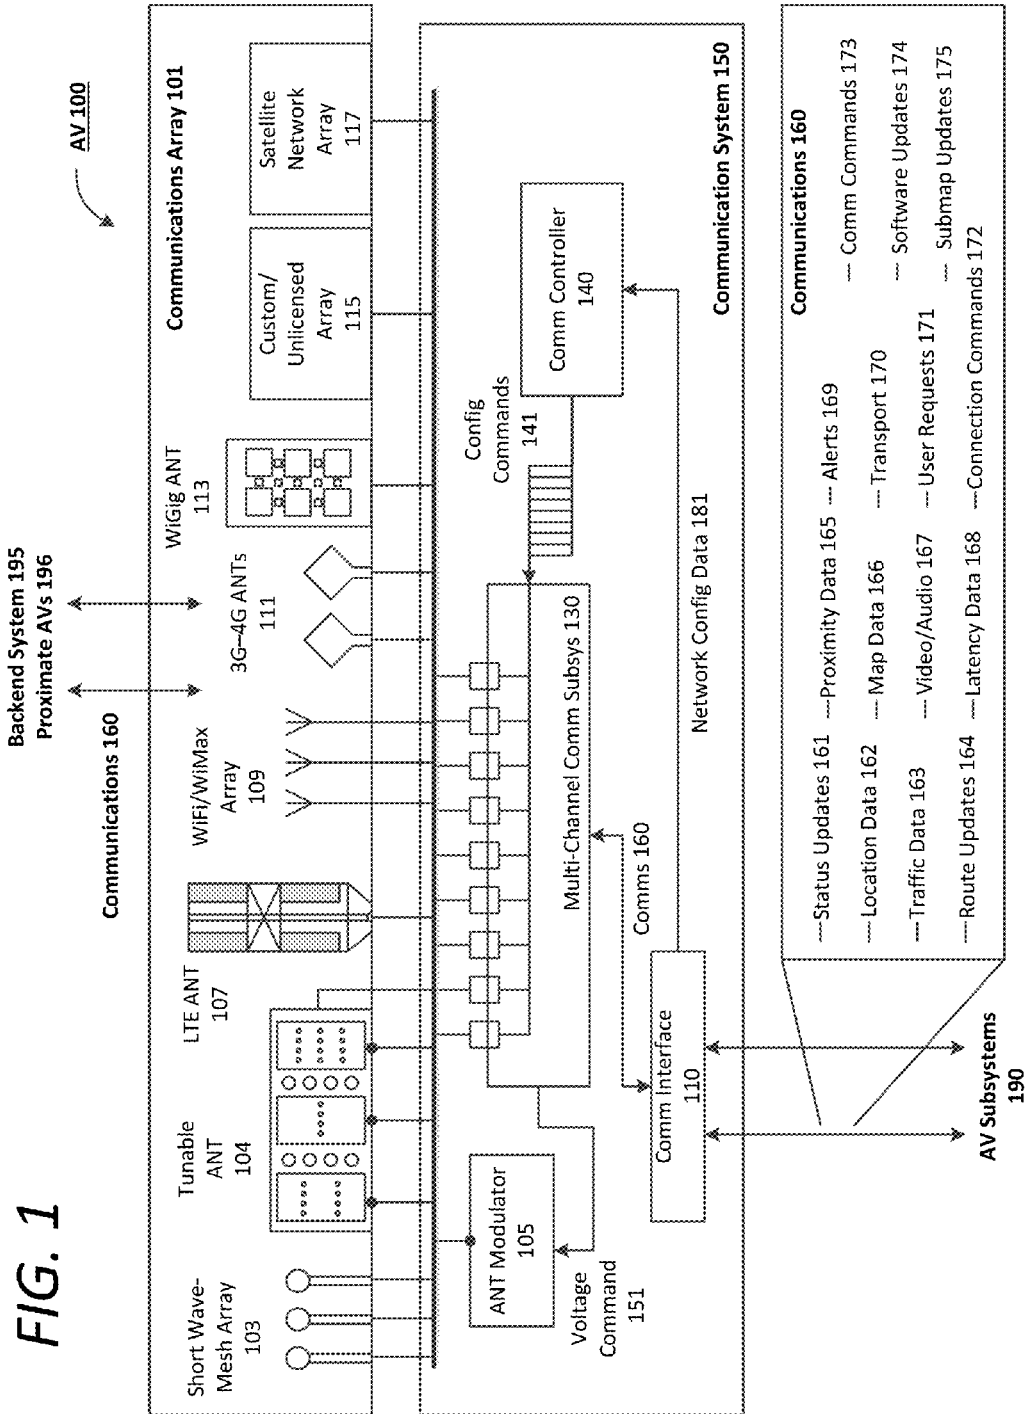 FIG. 1
AV 100
Backend System 195
Proximate AVs 196
Communications 160
Communications Array 101
Short Wave-
Mesh Array
103
Tunable
ANT
104
LTE ANT
107
WiFi/WiMax
Array
109
3G–4G ANTs
111
WiGig ANT
113
Custom/
Unlicensed
Array
115
Satellite
Network
Array
117
Communication System 150
ANT Modulator
105
Voltage
Command
151
Multi-Channel Comm Subsys 130
Config
Commands
141
Comm Controller
140
Comms 160
Network Config Data 181
Comm Interface
110
AV Subsystems
190
Communications 160
---Status Updates 161
---Location Data 162
---Traffic Data 163
---Route Updates 164
---Proximity Data 165
--- Map Data 166
--- Video/Audio 167
--- Latency Data 168
--- Alerts 169
--- Transport 170
---User Requests 171
---Connection Commands 172
--- Comm Commands 173
--- Software Updates 174
--- Submap Updates 175